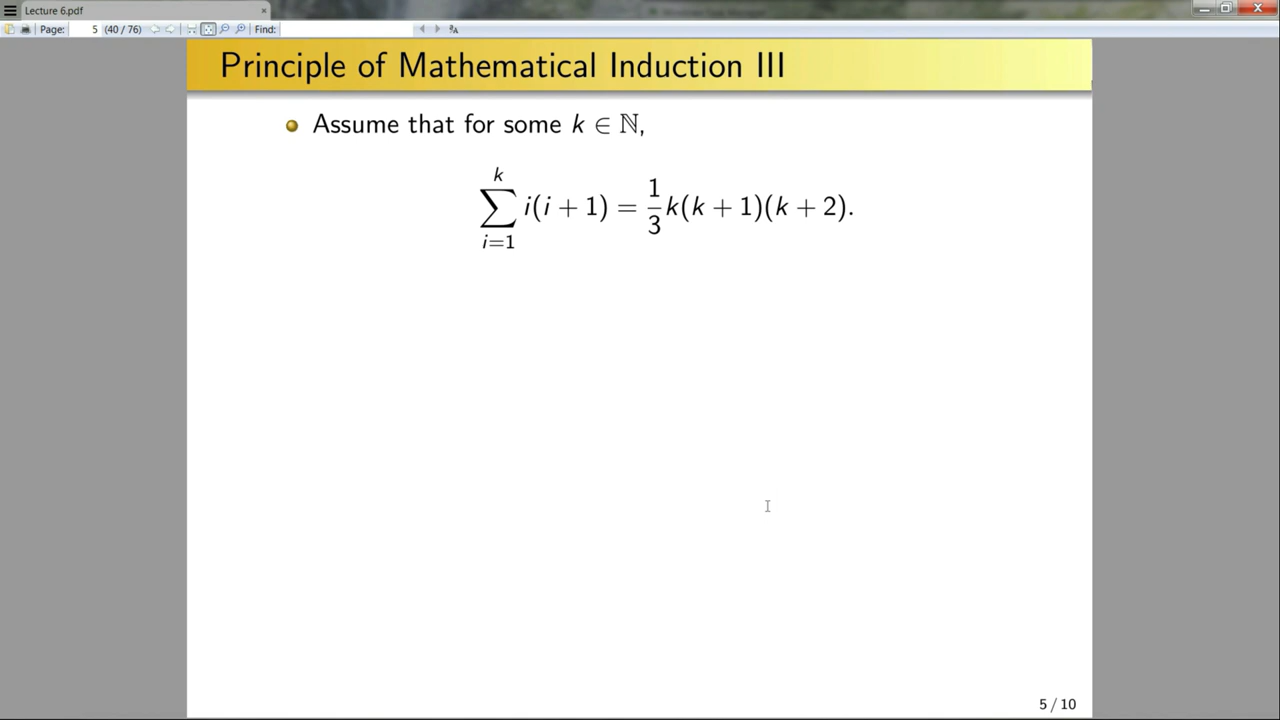 Lecture 6.pdf
Page: 5 (40 / 76) Find:
Principle of Mathematical Induction III
Assume that for some k ∈ ℕ,
∑_{i=1}^{k} i(i + 1) = \frac{1}{3} k(k + 1)(k + 2).
5 / 10